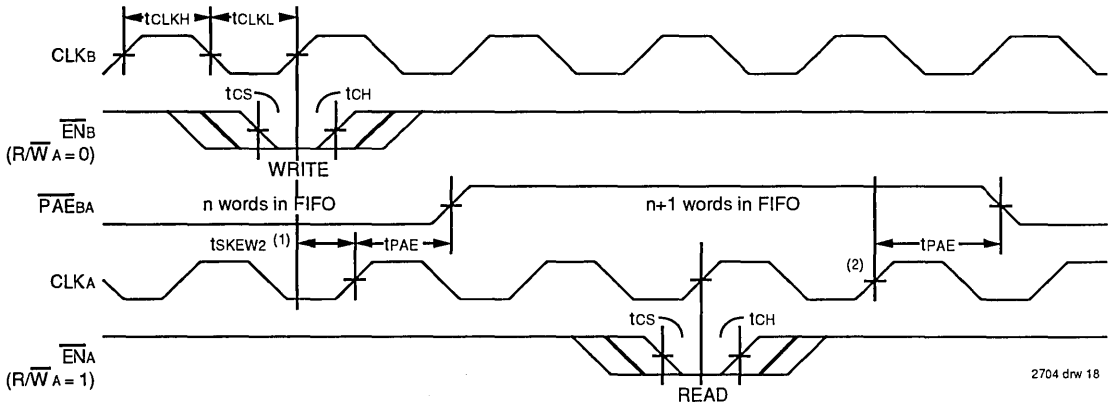 tCLKH tCLKL
CLKB
tCS tCH
ENB
(R/WA = 0)
WRITE
PAEBA n words in FIFO n+1 words in FIFO
tSKEW2 (1) tPAE tPAE
CLKA (2)
tCS tCH
ENA
(R/WA = 1)
READ
2704 drw 18